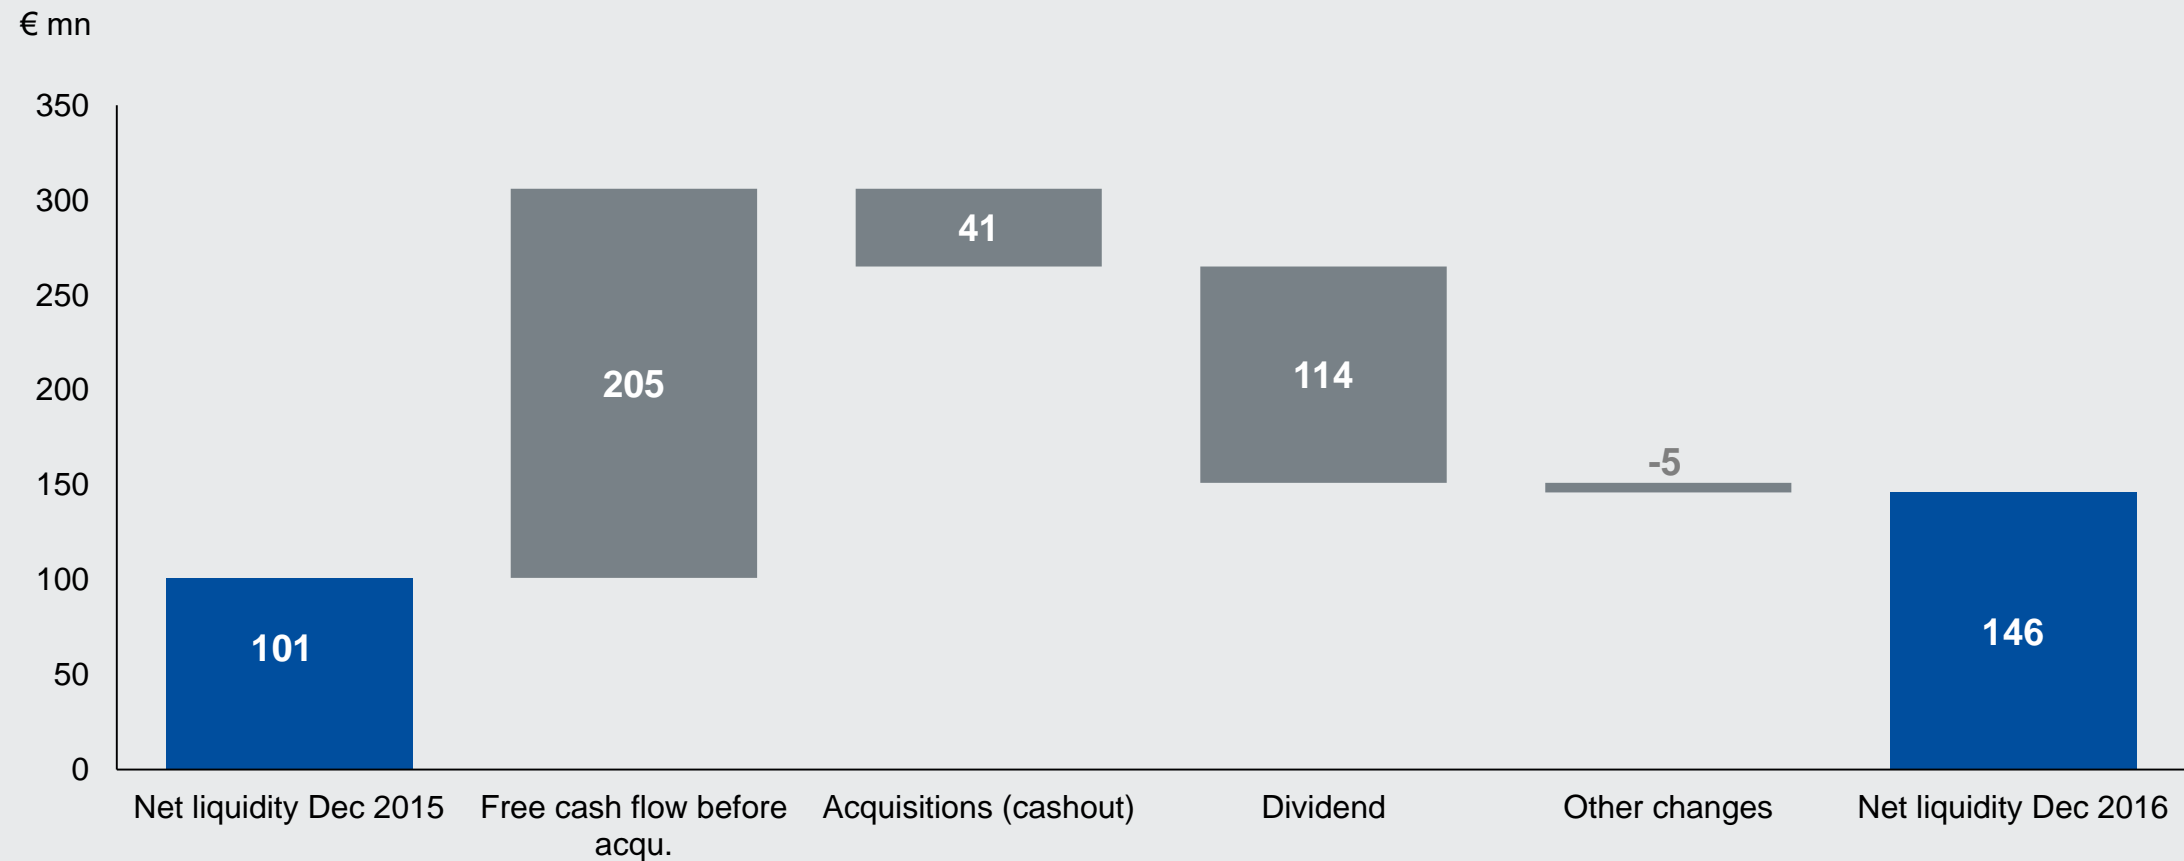 € mn
350
300
250
200
150
100
50
0
101
205
41
114
-5
146
Net liquidity Dec 2015
Free cash flow before
acqu.
Acquisitions (cashout)
Dividend
Other changes
Net liquidity Dec 2016